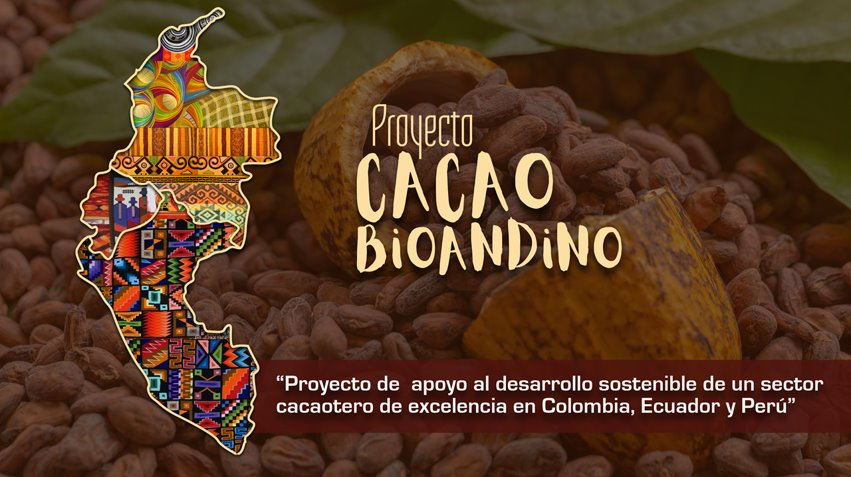 Proyecto
CACAO
BiOANDiNO
“Proyecto de  apoyo al desarrollo sostenible de un sector
cacaotero de excelencia en Colombia, Ecuador y Perú”